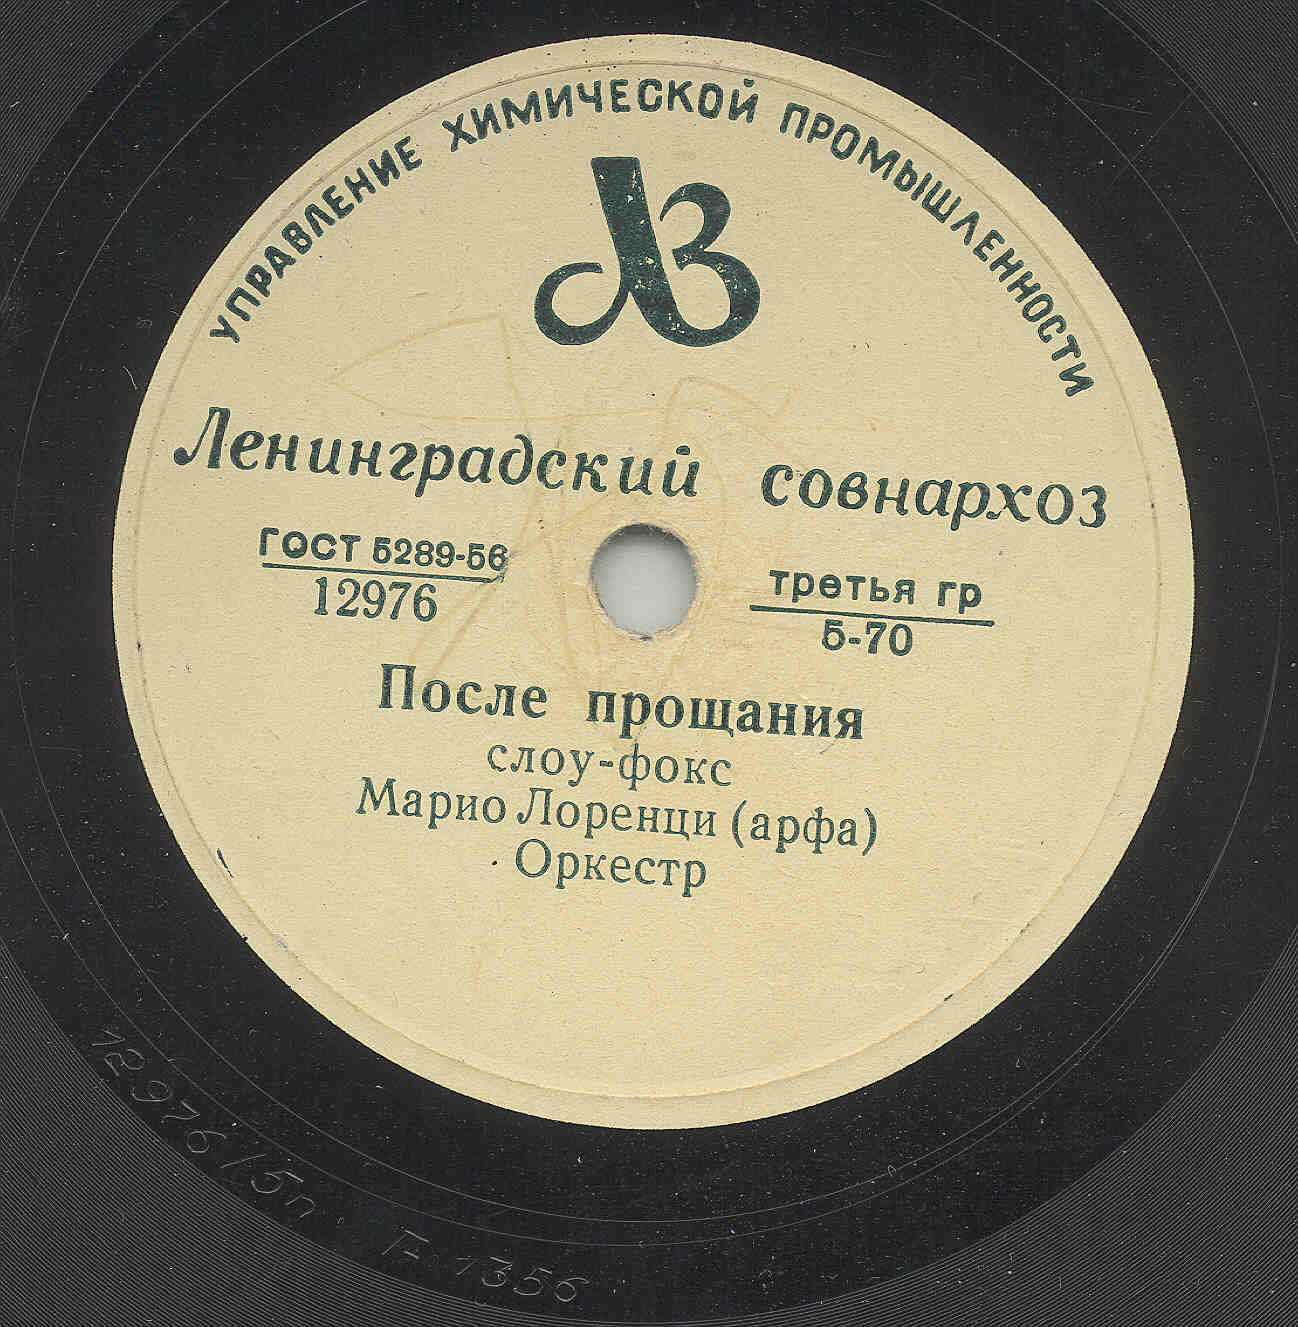 УПРАВЛЕНИЕ ХИМИЧЕСКОЙ ПРОМЫШЛЕННОСТИ
ЛЗ
Ленинградский совнархоз
ГОСТ 5289-56
12976
третья гр
5-70
После прощания
слоу-фокс
Марио Лоренци (арфа)
Оркестр
12976/5п Г-1356